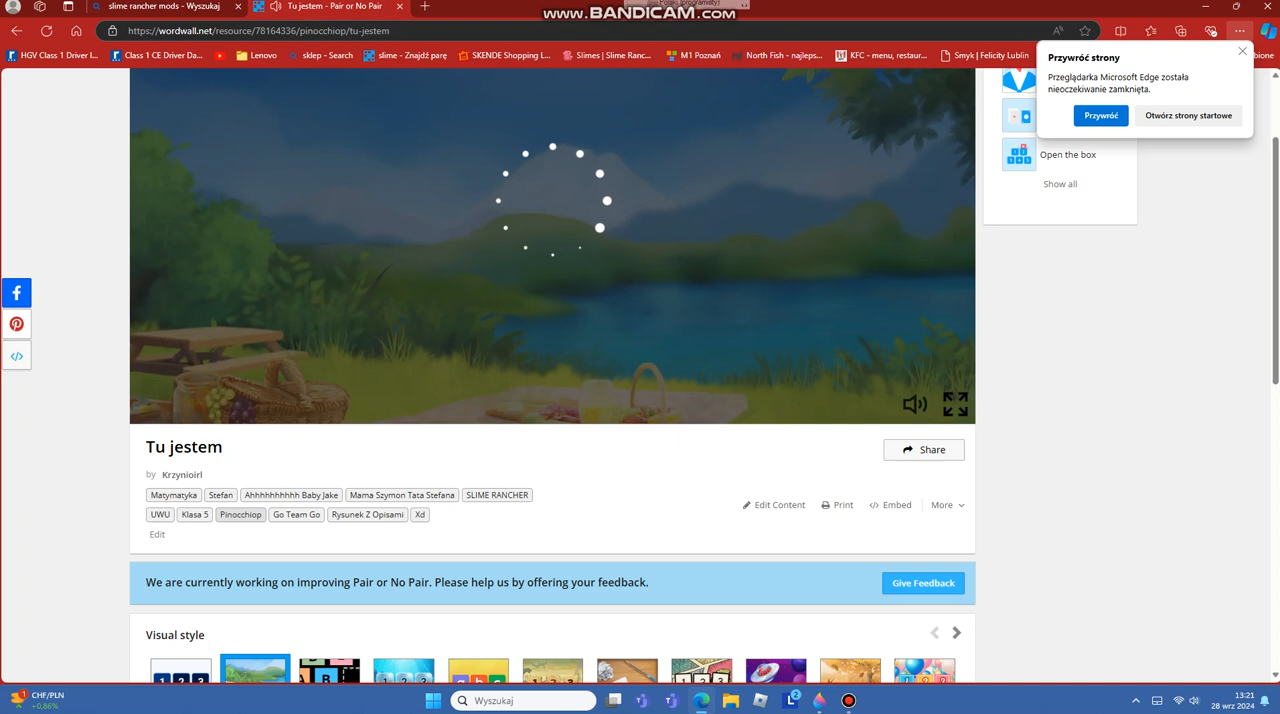 slime rancher mods - Wyszukaj
Tu jestem - Pair or No Pair
www.BANDICAM.com
https://wordwall.net/resource/78164336/pinocchiop/tu-jestem
HGV Class 1 Driver l...
Class 1 CE Driver Da...
Lenovo
sklep - Search
slime - Znajdź parę
SKENDE Shopping L...
Slimes | Slime Ranc...
M1 Poznań
North Fish - najleps...
KFC - menu, restaur...
Smyk | Felicity Lublin
Przywróć strony
Przeglądarka Microsoft Edge została
nieoczekiwanie zamknięta.
Przywróć
Otwórz strony startowe
Open the box
Show all
Tu jestem
Share
by Krzynioirl
Matymatyka
Stefan
Ahhhhhhhhhh Baby Jake
Mama Szymon Tata Stefana
SLIME RANCHER
UWU
Klasa 5
Pinocchiop
Go Team Go
Rysunek Z Opisami
Xd
Edit Content
Print
Embed
More
Edit
We are currently working on improving Pair or No Pair. Please help us by offering your feedback.
Give Feedback
Visual style
CHF/PLN
+0,86%
Wyszukaj
13:21
28 wrz 2024